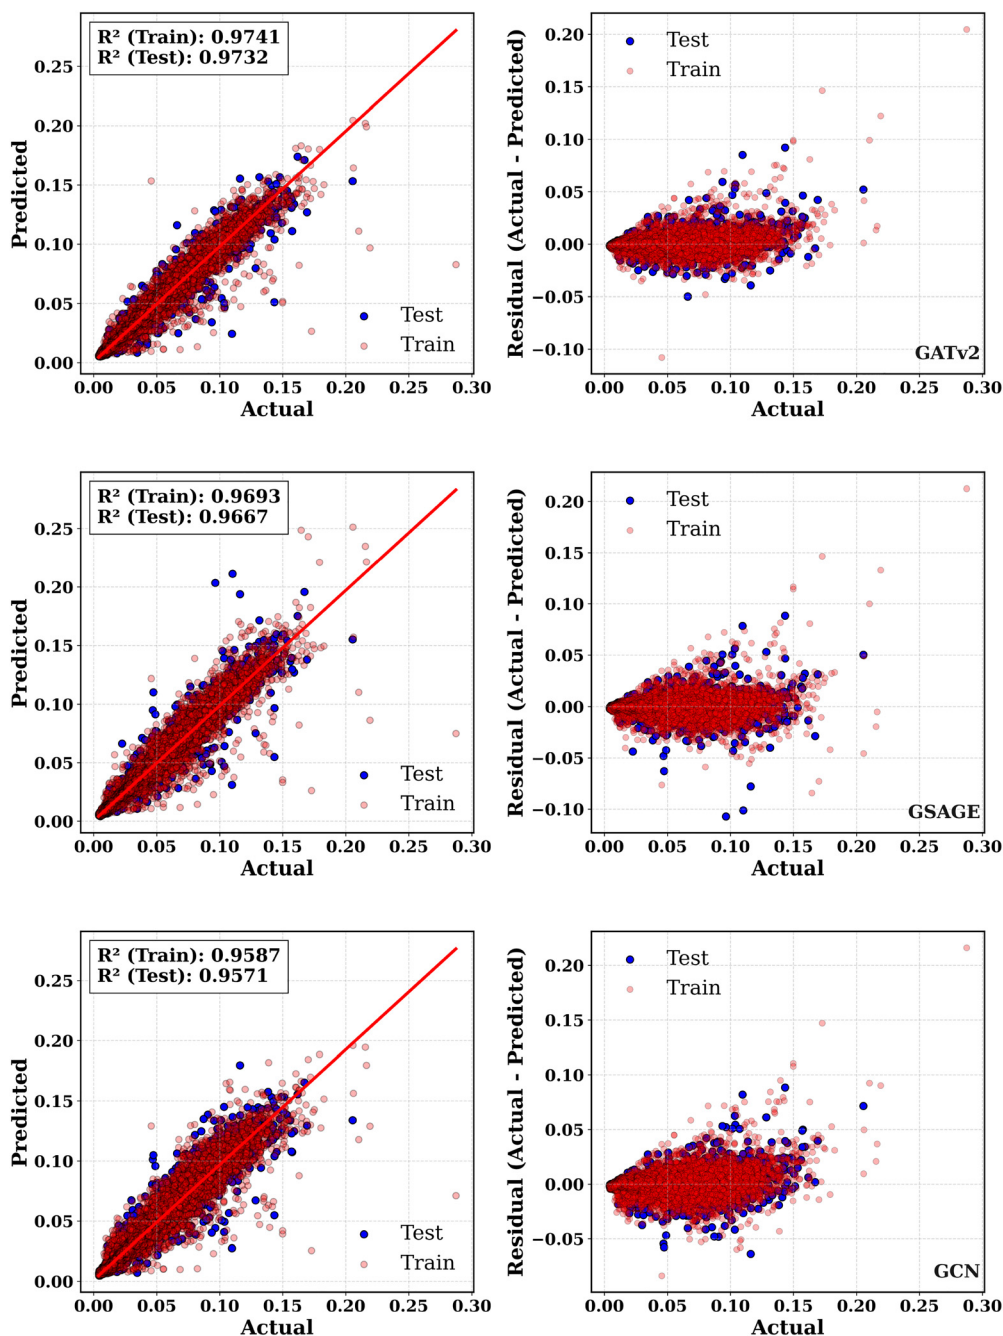 R² (Train): 0.9741
R² (Test): 0.9732
Predicted
0.25
0.20
0.15
0.10
0.05
0.00
Test
Train
0.00 0.05 0.10 0.15 0.20 0.25 0.30
Actual
Residual (Actual - Predicted)
0.20
0.15
0.10
0.05
0.00
−0.05
−0.10
Test
Train
GATv2
0.00 0.05 0.10 0.15 0.20 0.25 0.30
Actual
R² (Train): 0.9693
R² (Test): 0.9667
Predicted
0.25
0.20
0.15
0.10
0.05
0.00
Test
Train
0.00 0.05 0.10 0.15 0.20 0.25 0.30
Actual
Residual (Actual - Predicted)
0.20
0.15
0.10
0.05
0.00
−0.05
−0.10
Test
Train
GSAGE
0.00 0.05 0.10 0.15 0.20 0.25 0.30
Actual
R² (Train): 0.9587
R² (Test): 0.9571
Predicted
0.25
0.20
0.15
0.10
0.05
0.00
Test
Train
0.00 0.05 0.10 0.15 0.20 0.25 0.30
Actual
Residual (Actual - Predicted)
0.20
0.15
0.10
0.05
0.00
−0.05
Test
Train
GCN
0.00 0.05 0.10 0.15 0.20 0.25 0.30
Actual